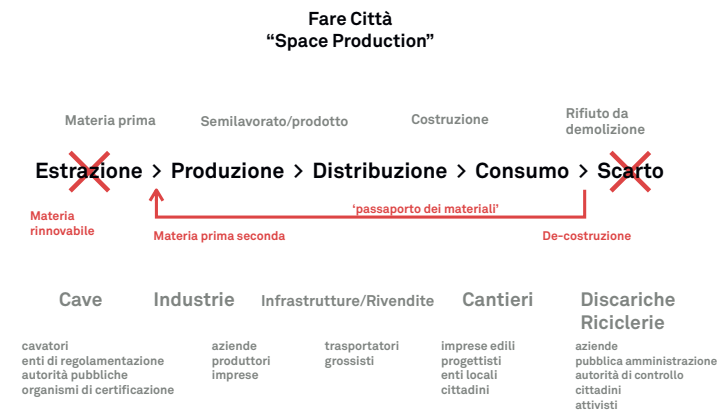 Fare Città
“Space Production”
Materia prima
Semilavorato/prodotto
Costruzione
Rifiuto da
demolizione
Estrazione > Produzione > Distribuzione > Consumo > Scarto
Materia
rinnovabile
‘passaporto dei materiali’
Materia prima seconda
De-costruzione
Cave
Industrie
Infrastrutture/Rivendite
Cantieri
Discariche
Riciclerie
cavatori
enti di regolamentazione
autorità pubbliche
organismi di certificazione
aziende
produttori
imprese
trasportatori
grossisti
imprese edili
progettisti
enti locali
cittadini
aziende
pubblica amministrazione
autorità di controllo
cittadini
attivisti